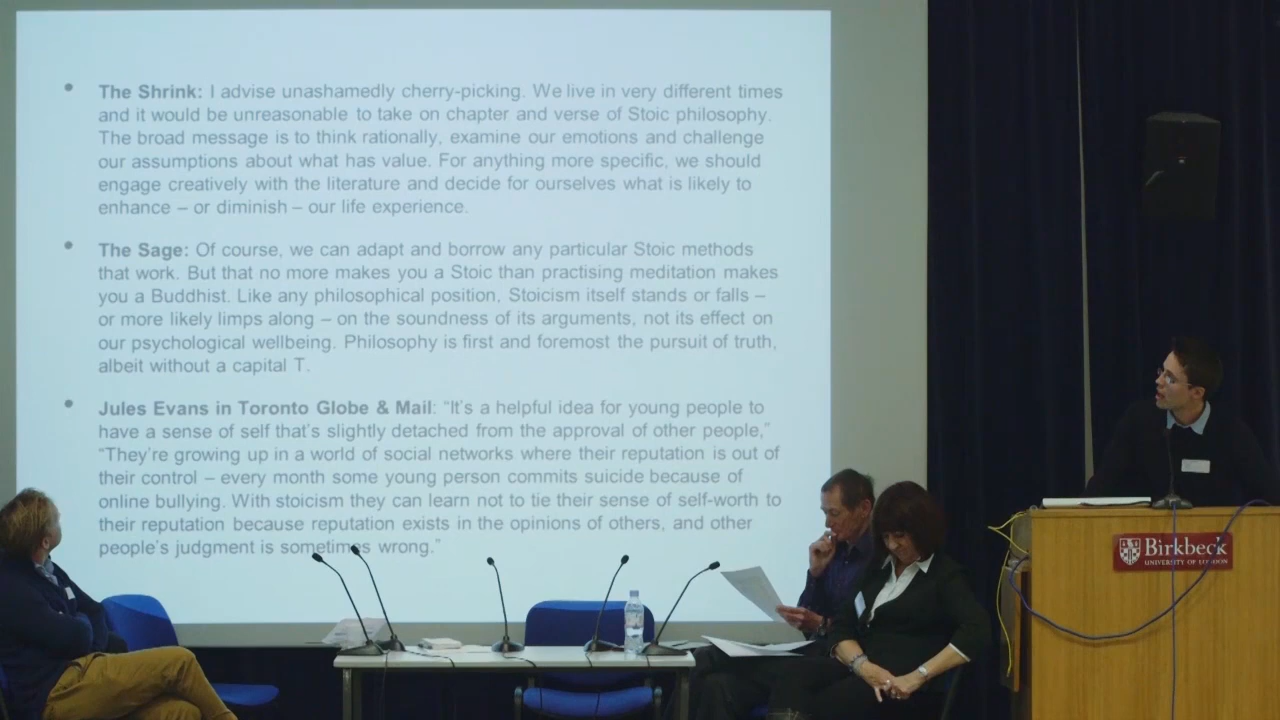 • The Shrink: I advise unashamedly cherry-picking. We live in very different times
and it would be unreasonable to take on chapter and verse of Stoic philosophy.
The broad message is to think rationally, examine our emotions and challenge
our assumptions about what has value. For anything more specific, we should
engage creatively with the literature and decide for ourselves what is likely to
enhance – or diminish – our life experience.
• The Sage: Of course, we can adapt and borrow any particular Stoic methods
that work. But that no more makes you a Stoic than practising meditation makes
you a Buddhist. Like any philosophical position, Stoicism itself stands or falls –
or more likely limps along – on the soundness of its arguments, not its effect on
our psychological wellbeing. Philosophy is first and foremost the pursuit of truth,
albeit without a capital T.
• Jules Evans in Toronto Globe & Mail: “It’s a helpful idea for young people to
have a sense of self that’s slightly detached from the approval of other people,”
“They’re growing up in a world of social networks where their reputation is out of
their control – every month some young person commits suicide because of
online bullying. With stoicism they can learn not to tie their sense of self-worth to
their reputation because reputation exists in the opinions of others, and other
people’s judgment is sometimes wrong.”
Birkbeck
UNIVERSITY OF LONDON